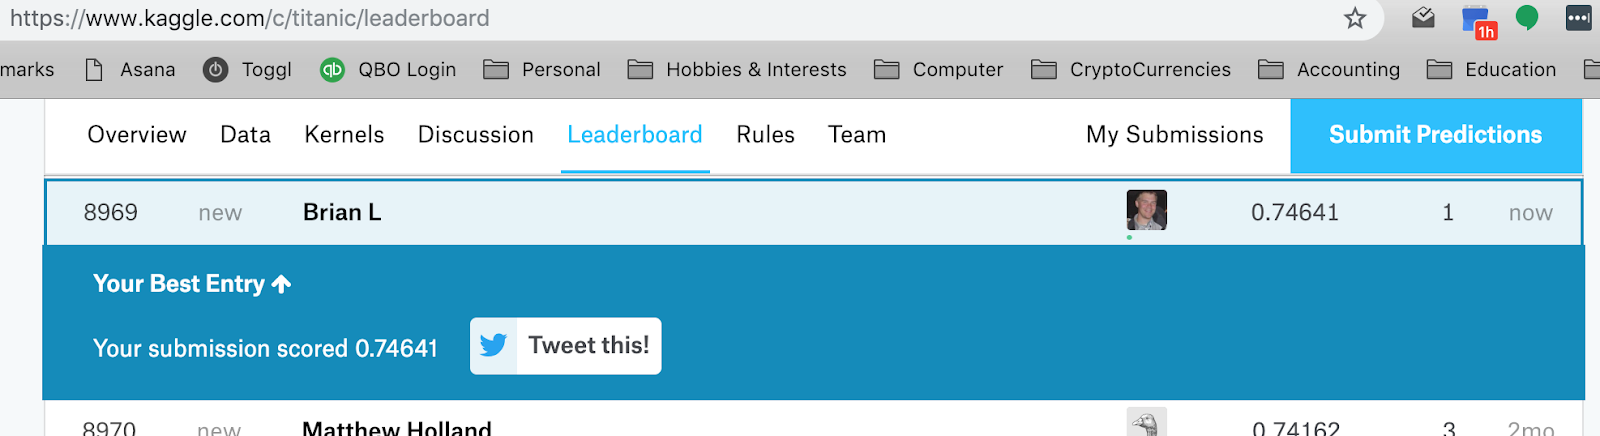 https://www.kaggle.com/c/titanic/leaderboard
1h
marks Asana Toggl qb QBO Login Personal Hobbies & Interests Computer CryptoCurrencies Accounting Education
Overview Data Kernels Discussion Leaderboard Rules Team My Submissions Submit Predictions
8969 new Brian L 0.74641 1 now
Your Best Entry ↑
Your submission scored 0.74641 Tweet this!
8970 new Matthew Holland 0.74162 3 2mo